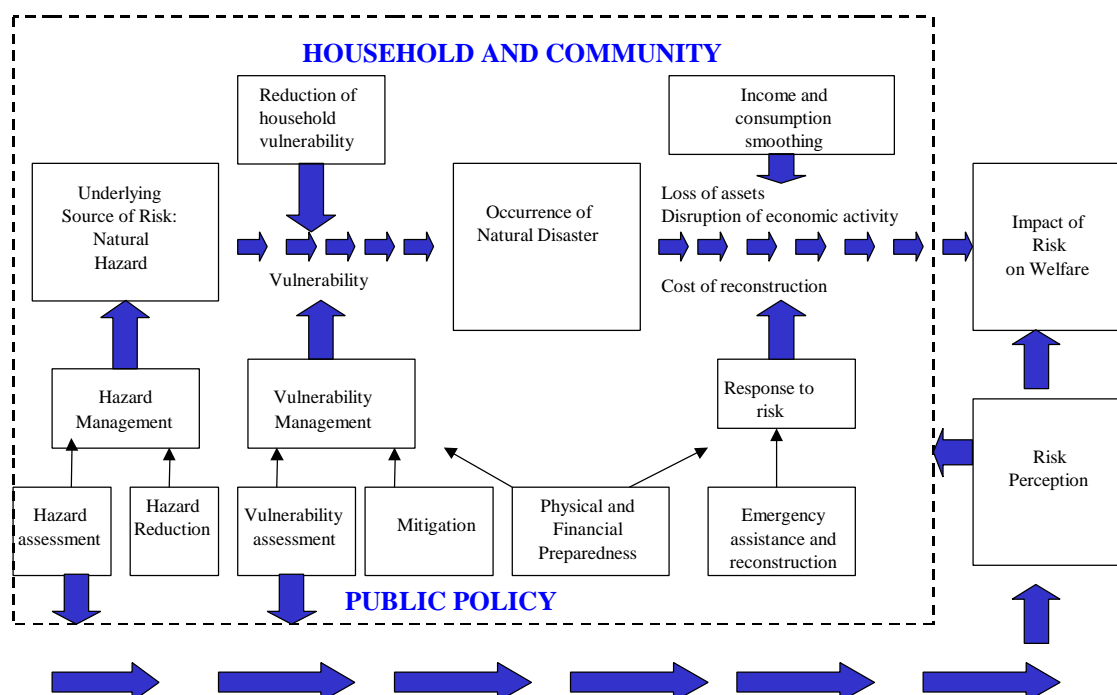 HOUSEHOLD AND COMMUNITY
Reduction of
household
vulnerability
Income and
consumption
smoothing
Underlying
Source of Risk:
Natural
Hazard
Vulnerability
Occurrence of
Natural Disaster
Loss of assets
Disruption of economic activity
Cost of reconstruction
Impact of
Risk
on Welfare
Hazard
Management
Vulnerability
Management
Response to
risk
Risk
Perception
Hazard
assessment
Hazard
Reduction
Vulnerability
assessment
Mitigation
Physical and
Financial
Preparedness
Emergency
assistance and
reconstruction
PUBLIC POLICY